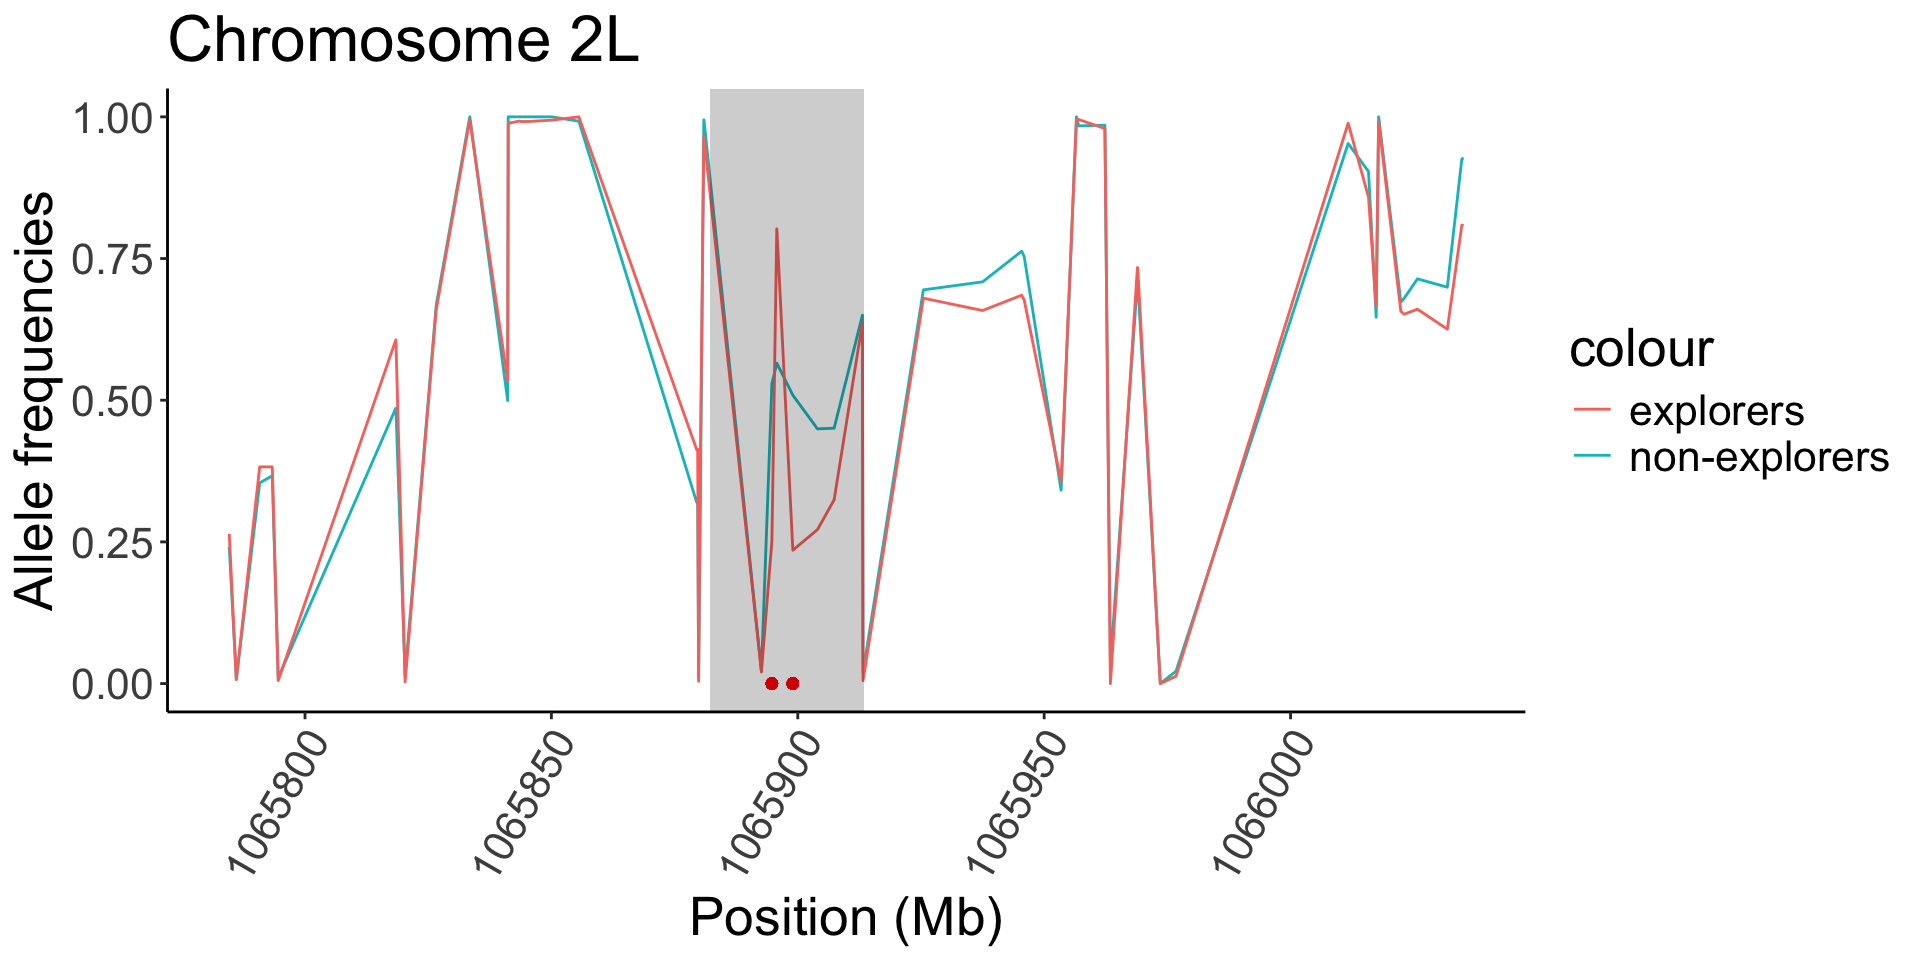 Chromosome 2L
Allele frequencies
1.00
0.75
0.50
0.25
0.00
1065800
1065850
1065900
1065950
1066000
Position (Mb)
colour
explorers
non-explorers